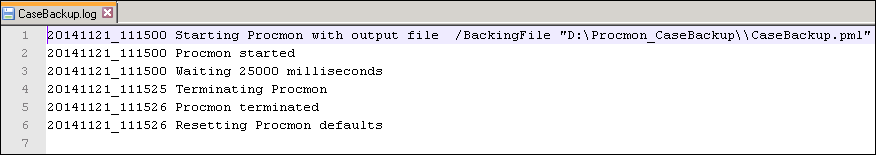 CaseBackup.log
1 20141121_111500 Starting Procmon with output file  /BackingFile "D:\Procmon_CaseBackup\\CaseBackup.pml"
2 20141121_111500 Procmon started
3 20141121_111500 Waiting 25000 milliseconds
4 20141121_111525 Terminating Procmon
5 20141121_111526 Procmon terminated
6 20141121_111526 Resetting Procmon defaults
7